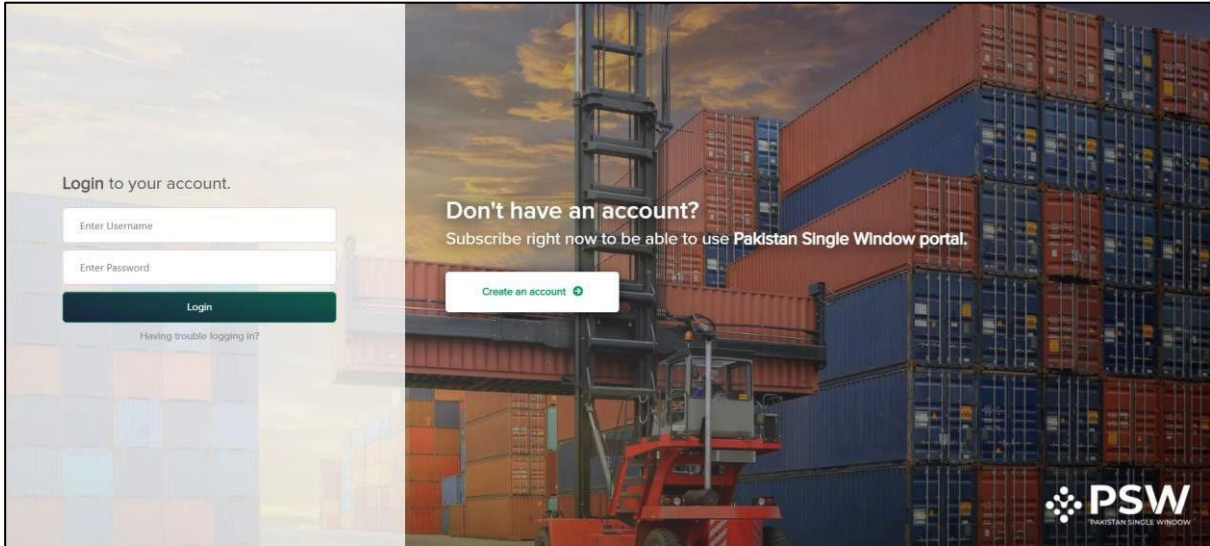 Login to your account.
Enter Username
Enter Password
Login
Having trouble logging in?
Don't have an account?
Subscribe right now to be able to use Pakistan Single Window portal.
Create an account
PSW
PAKISTAN SINGLE WINDOW